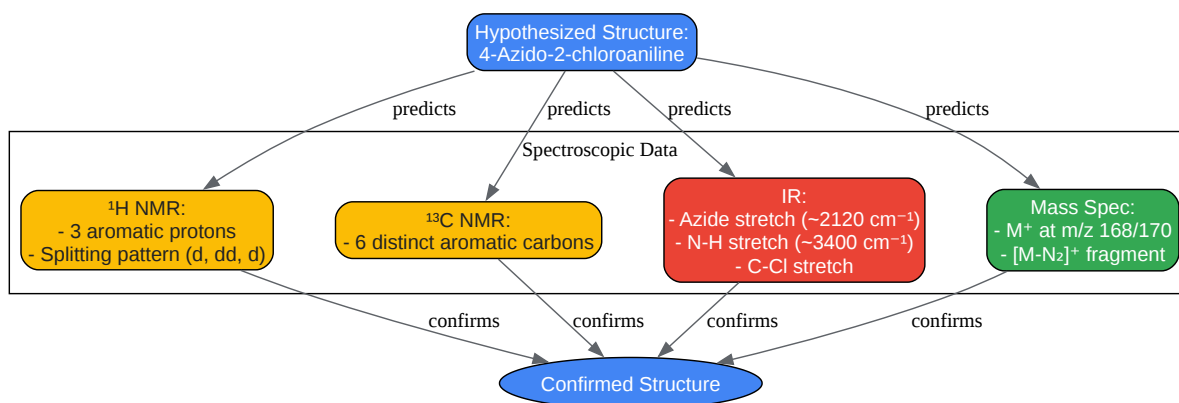 Hypothesized Structure:
4-Azido-2-chloroaniline
predicts
predicts
predicts
predicts
Spectroscopic Data
¹H NMR:
- 3 aromatic protons
- Splitting pattern (d, dd, d)
¹³C NMR:
- 6 distinct aromatic carbons
IR:
- Azide stretch (~2120 cm⁻¹)
- N-H stretch (~3400 cm⁻¹)
- C-Cl stretch
Mass Spec:
- M⁺ at m/z 168/170
- [M-N₂]⁺ fragment
confirms
confirms
confirms
confirms
Confirmed Structure